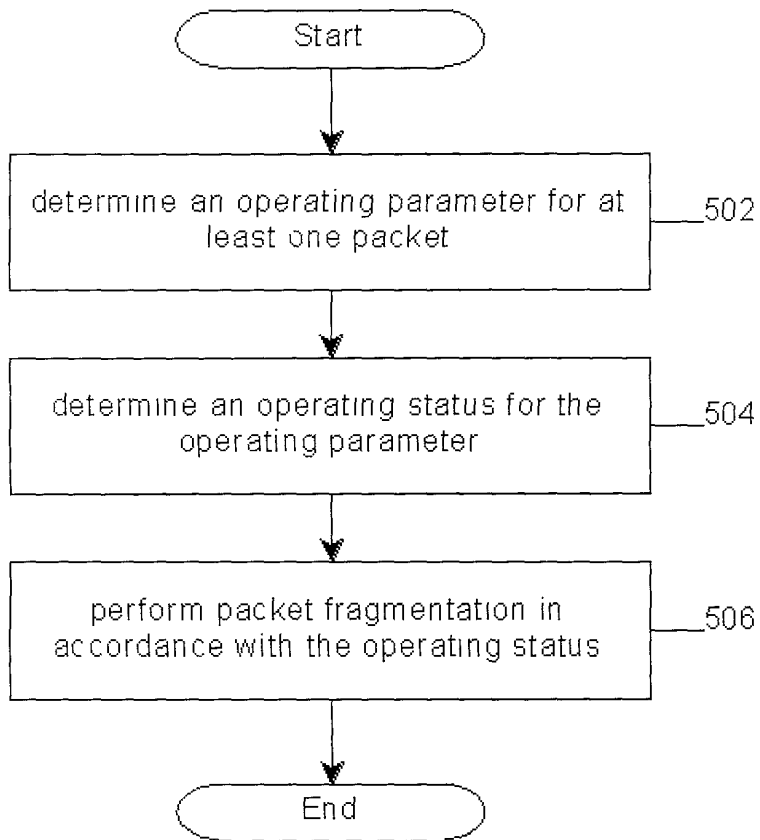 Start
determine an operating parameter for at
least one packet
502
determine an operating status for the
operating parameter
504
perform packet fragmentation in
accordance with the operating status
506
End